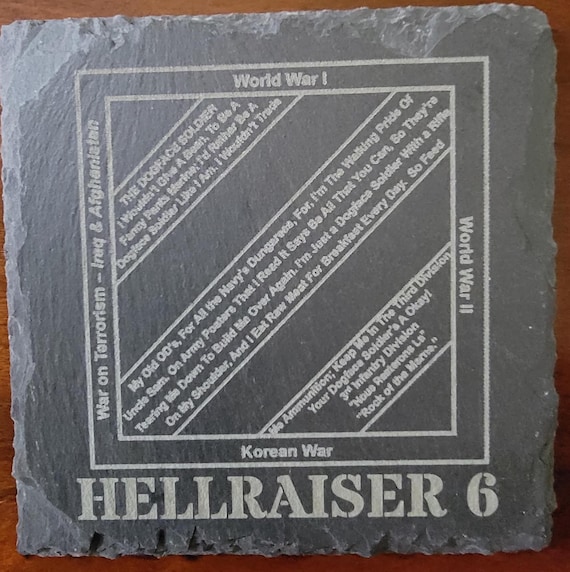 World War I
War on Terrorism - Iraq & Afghanistan
THE DOGFACE SOLDIER
I Wouldn't Give A Bean, To Be A
Fancy Pants Marine; I'd Rather Be A
Dogface Soldier Like I Am. I Wouldn't Trade
My Old OD's, For All the Navy's Dungarees, For, I'm The Walking Pride Of
Uncle Sam. On Army Posters That I Read It Says Be All That You Can, So They're
Tearing Me Down To Build Me Over Again. I'm Just a Dogface Soldier With a Rifle
On My Shoulder, And I Eat Raw Meat For Breakfast Every Day. So Feed
Me Ammunition; Keep Me In The Third Division
Your Dogface Soldier's A Okay!
3rd Infantry Division
"Nous Resterons La"
"Rock of the Marne."
World War II
Korean War
HELLRAISER 6